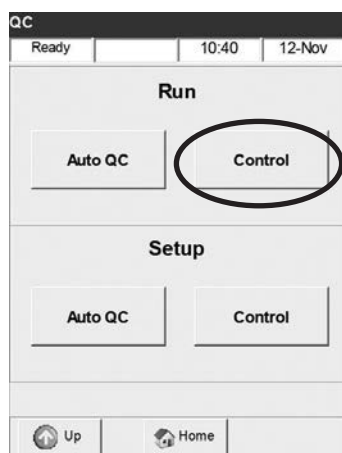 QC
Ready 10:40 12-Nov
Run
Auto QC Control
Setup
Auto QC Control
Up Home